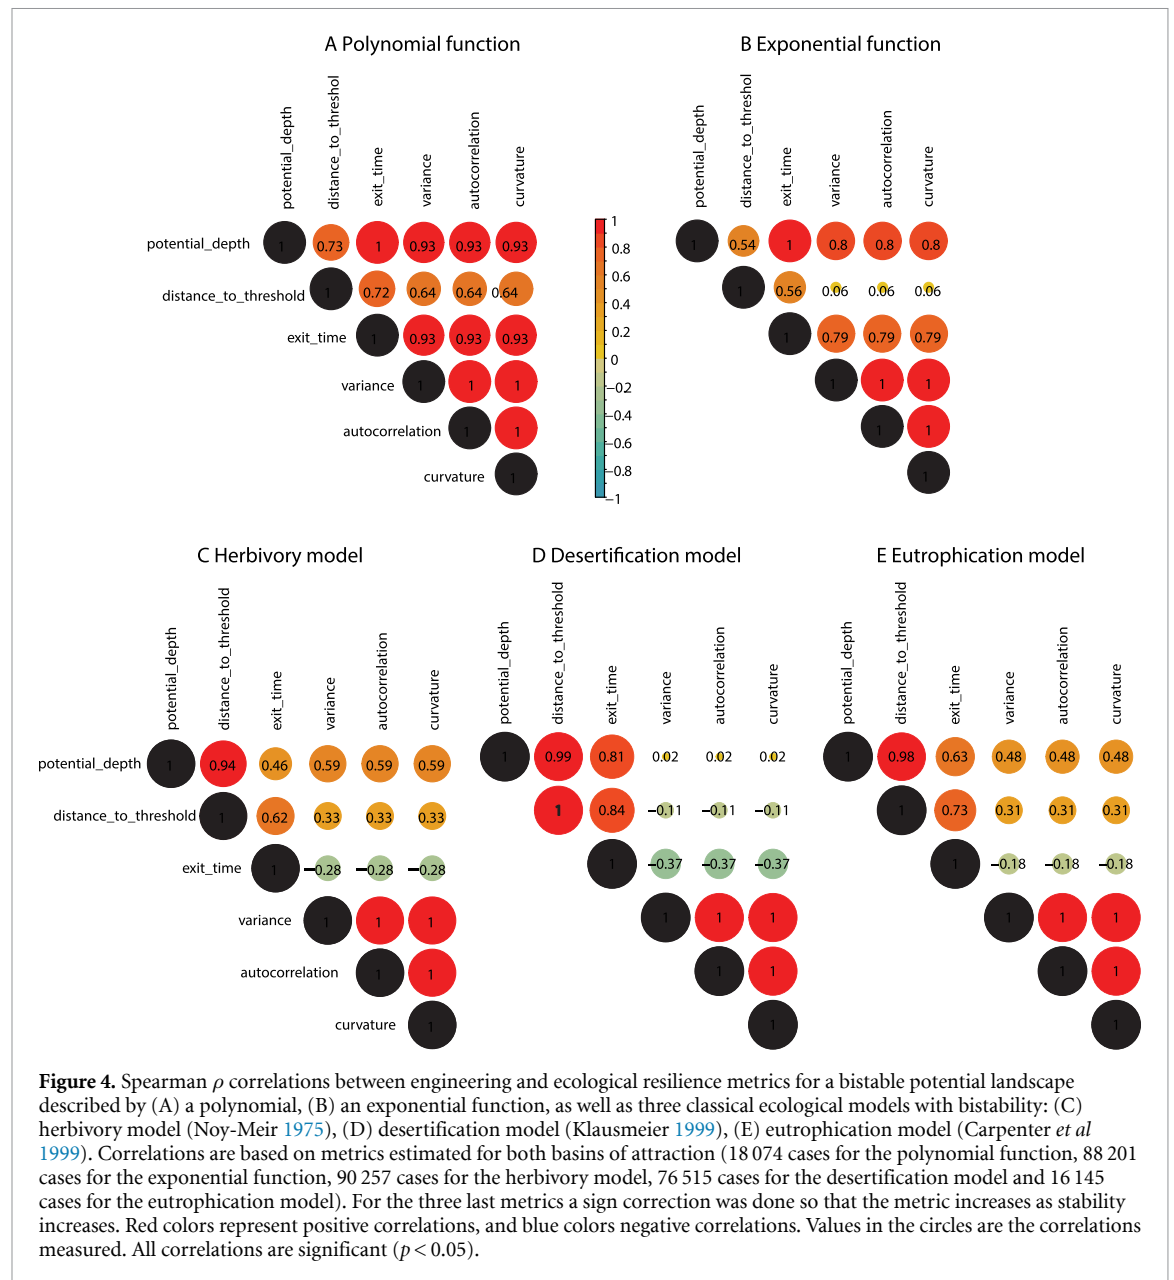 A Polynomial function
B Exponential function
potential_depth
distance_to_threshol
exit_time
variance
autocorrelation
curvature
potential_depth
distance_to_threshol
exit_time
variance
autocorrelation
curvature
potential_depth 1 0.73 1 0.93 0.93 0.93
distance_to_threshold 1 0.72 0.64 0.64 0.64
exit_time 1 0.93 0.93 0.93
variance 1 1 1
autocorrelation 1 1
curvature 1
1
0.8
0.6
0.4
0.2
0
−0.2
−0.4
−0.6
−0.8
−1
1 0.54 1 0.8 0.8 0.8
1 0.56 0.06 0.06 0.06
1 0.79 0.79 0.79
1 1 1
1 1
1
C Herbivory model
D Desertification model
E Eutrophication model
potential_depth
distance_to_threshold
exit_time
variance
autocorrelation
curvature
potential_depth
distance_to_threshold
exit_time
variance
autocorrelation
curvature
potential_depth
distance_to_threshold
exit_time
variance
autocorrelation
curvature
potential_depth 1 0.94 0.46 0.59 0.59 0.59
distance_to_threshold 1 0.62 0.33 0.33 0.33
exit_time 1 −0.28 −0.28 −0.28
variance 1 1 1
autocorrelation 1 1
curvature 1
1 0.99 0.81 0.02 0.02 0.02
1 0.84 −0.11 −0.11 −0.11
1 −0.37 −0.37 −0.37
1 1 1
1 1
1
1 0.98 0.63 0.48 0.48 0.48
1 0.73 0.31 0.31 0.31
1 −0.18 −0.18 −0.18
1 1 1
1 1
1
Figure 4. Spearman ρ correlations between engineering and ecological resilience metrics for a bistable potential landscape
described by (A) a polynomial, (B) an exponential function, as well as three classical ecological models with bistability: (C)
herbivory model (Noy-Meir 1975), (D) desertification model (Klausmeier 1999), (E) eutrophication model (Carpenter et al
1999). Correlations are based on metrics estimated for both basins of attraction (18 074 cases for the polynomial function, 88 201
cases for the exponential function, 90 257 cases for the herbivory model, 76 515 cases for the desertification model and 16 145
cases for the eutrophication model). For the three last metrics a sign correction was done so that the metric increases as stability
increases. Red colors represent positive correlations, and blue colors negative correlations. Values in the circles are the correlations
measured. All correlations are significant (p < 0.05).